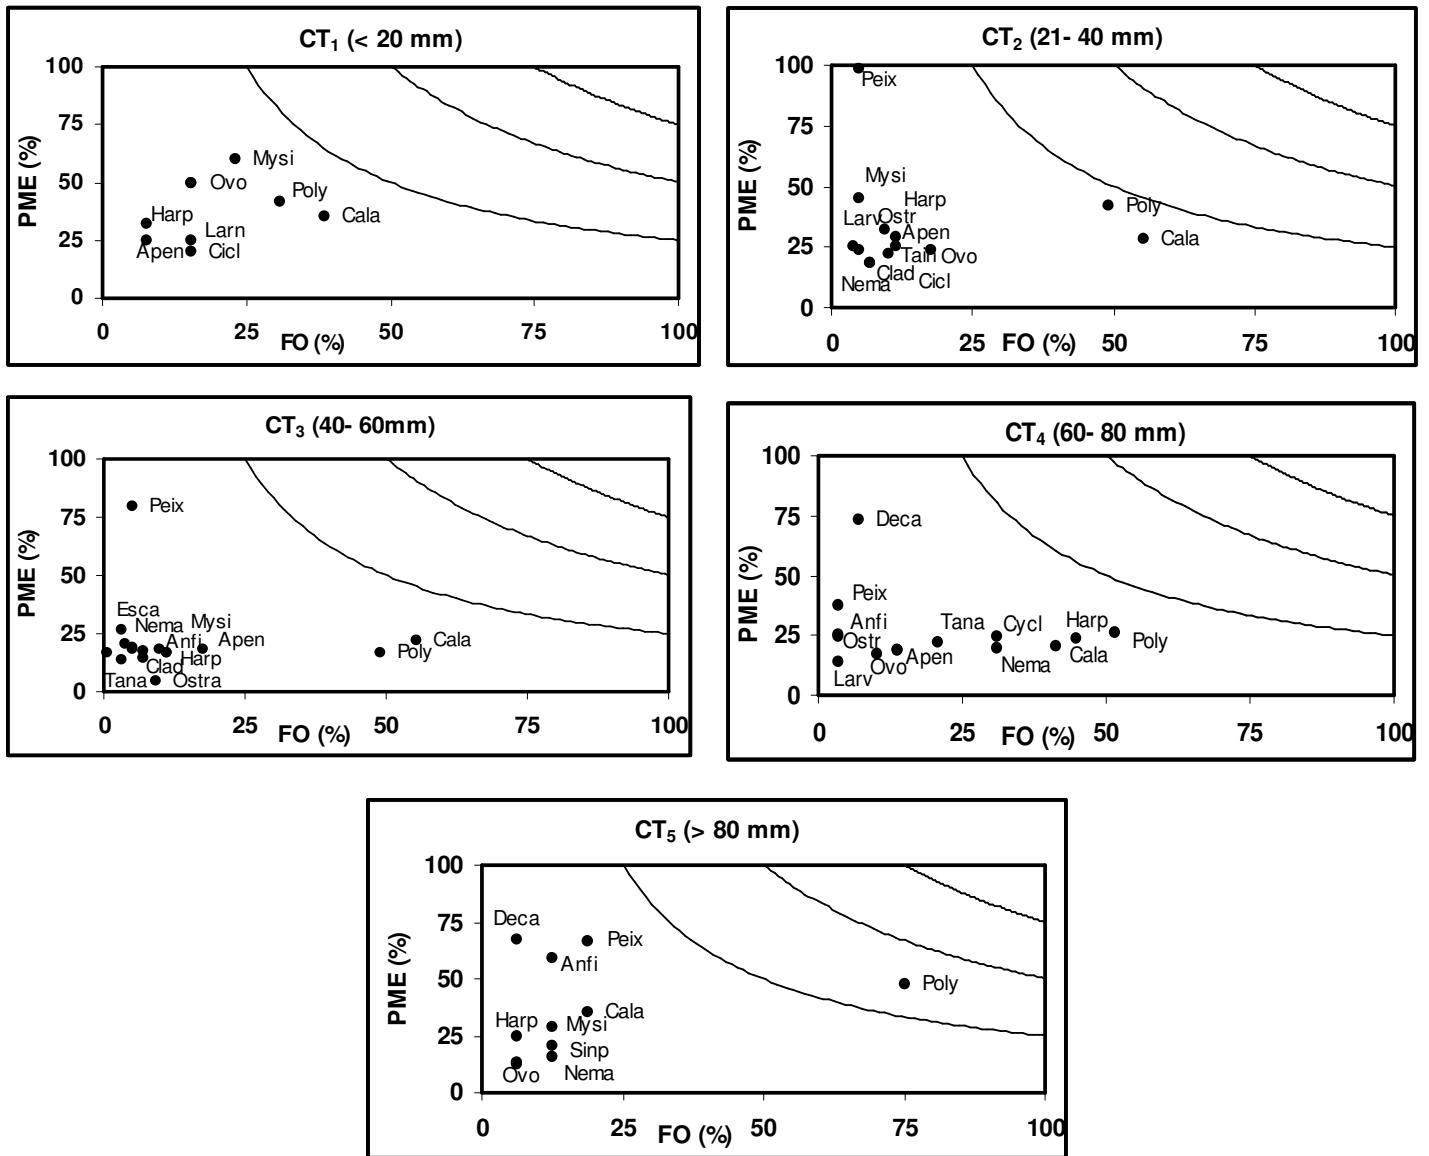 CT1 (< 20 mm)
100
75
50
25
0
PME (%)
Mysi
Ovo
Poly
Harp
Cala
Larn
Apen
Cicl
0 25 50 75 100
FO (%)
CT2 (21- 40 mm)
100
75
50
25
0
PME (%)
Peix
Mysi
Harp
Poly
Larv
Ostr
Apen
Cala
Tain
Ovo
Clad
Nema
Cicl
0 25 50 75 100
FO (%)
CT3 (40- 60mm)
100
75
50
25
0
PME (%)
Peix
Esca
Nema
Mysi
Anfi
Apen
Cala
Poly
Clad
Harp
Tana
Ostra
0 25 50 75 100
FO (%)
CT4 (60- 80 mm)
100
75
50
25
0
PME (%)
Deca
Peix
Anfi
Tana
Cycl
Harp
Ostr
Poly
Apen
Cala
Ovo
Nema
Larv
0 25 50 75 100
FO (%)
CT5 (> 80 mm)
100
75
50
25
0
PME (%)
Deca
Peix
Anfi
Poly
Cala
Harp
Mysi
Sinp
Ovo
Nema
0 25 50 75 100
FO (%)